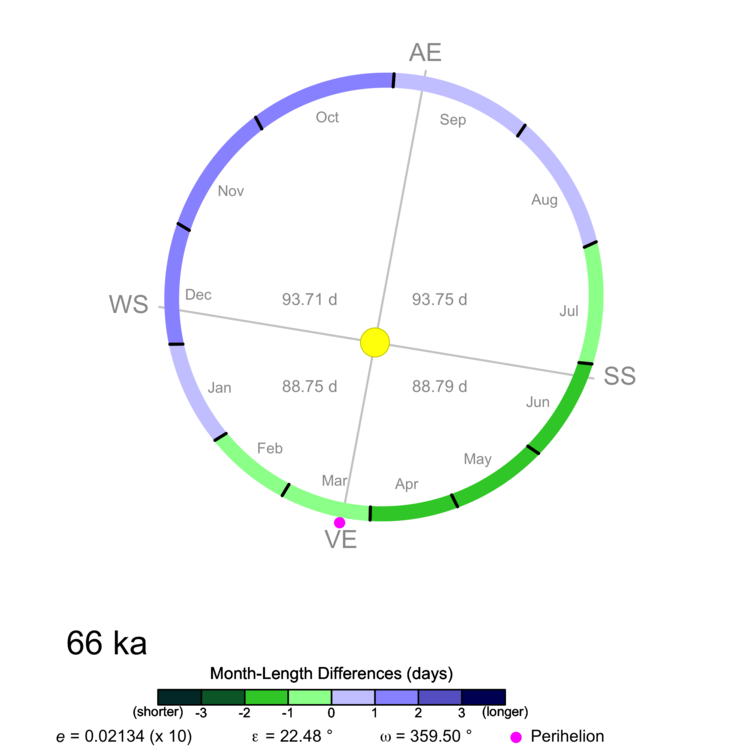 AE
Oct
Sep
Nov
Aug
WS
Dec
93.71 d
93.75 d
Jul
SS
Jan
88.75 d
88.79 d
Jun
Feb
May
Mar
Apr
VE
66 ka
Month-Length Differences (days)
(shorter) -3 -2 -1 0 1 2 3 (longer)
e = 0.02134 (x 10) ε = 22.48 ° ω = 359.50 ° Perihelion